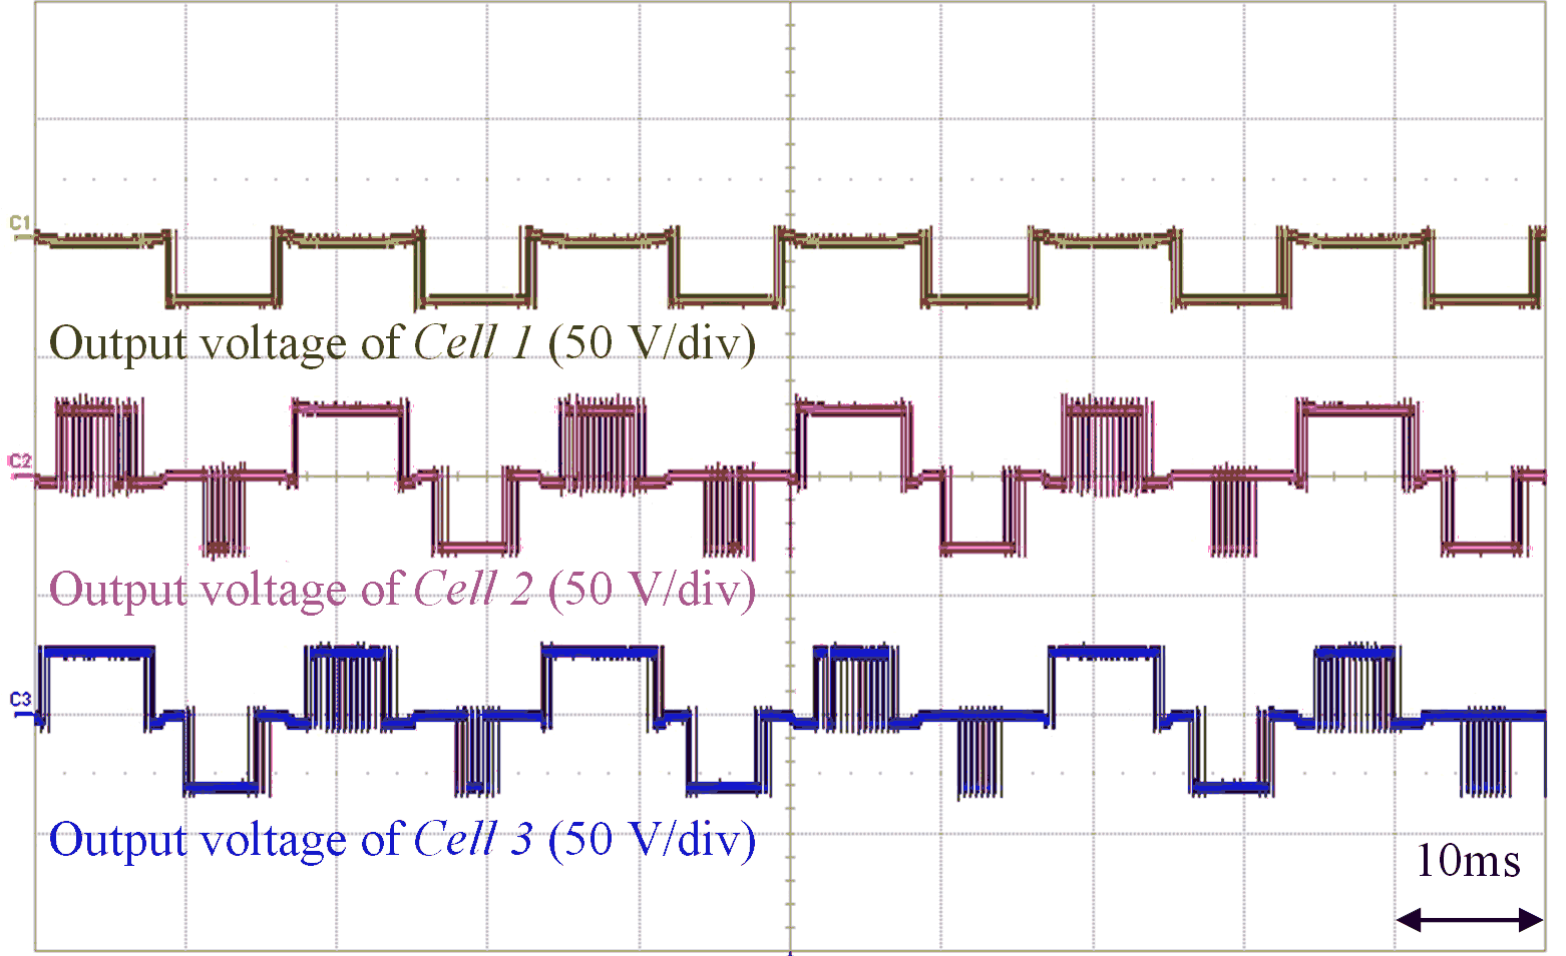 C1
Output voltage of Cell 1 (50 V/div)
C2
Output voltage of Cell 2 (50 V/div)
C3
Output voltage of Cell 3 (50 V/div)
10ms